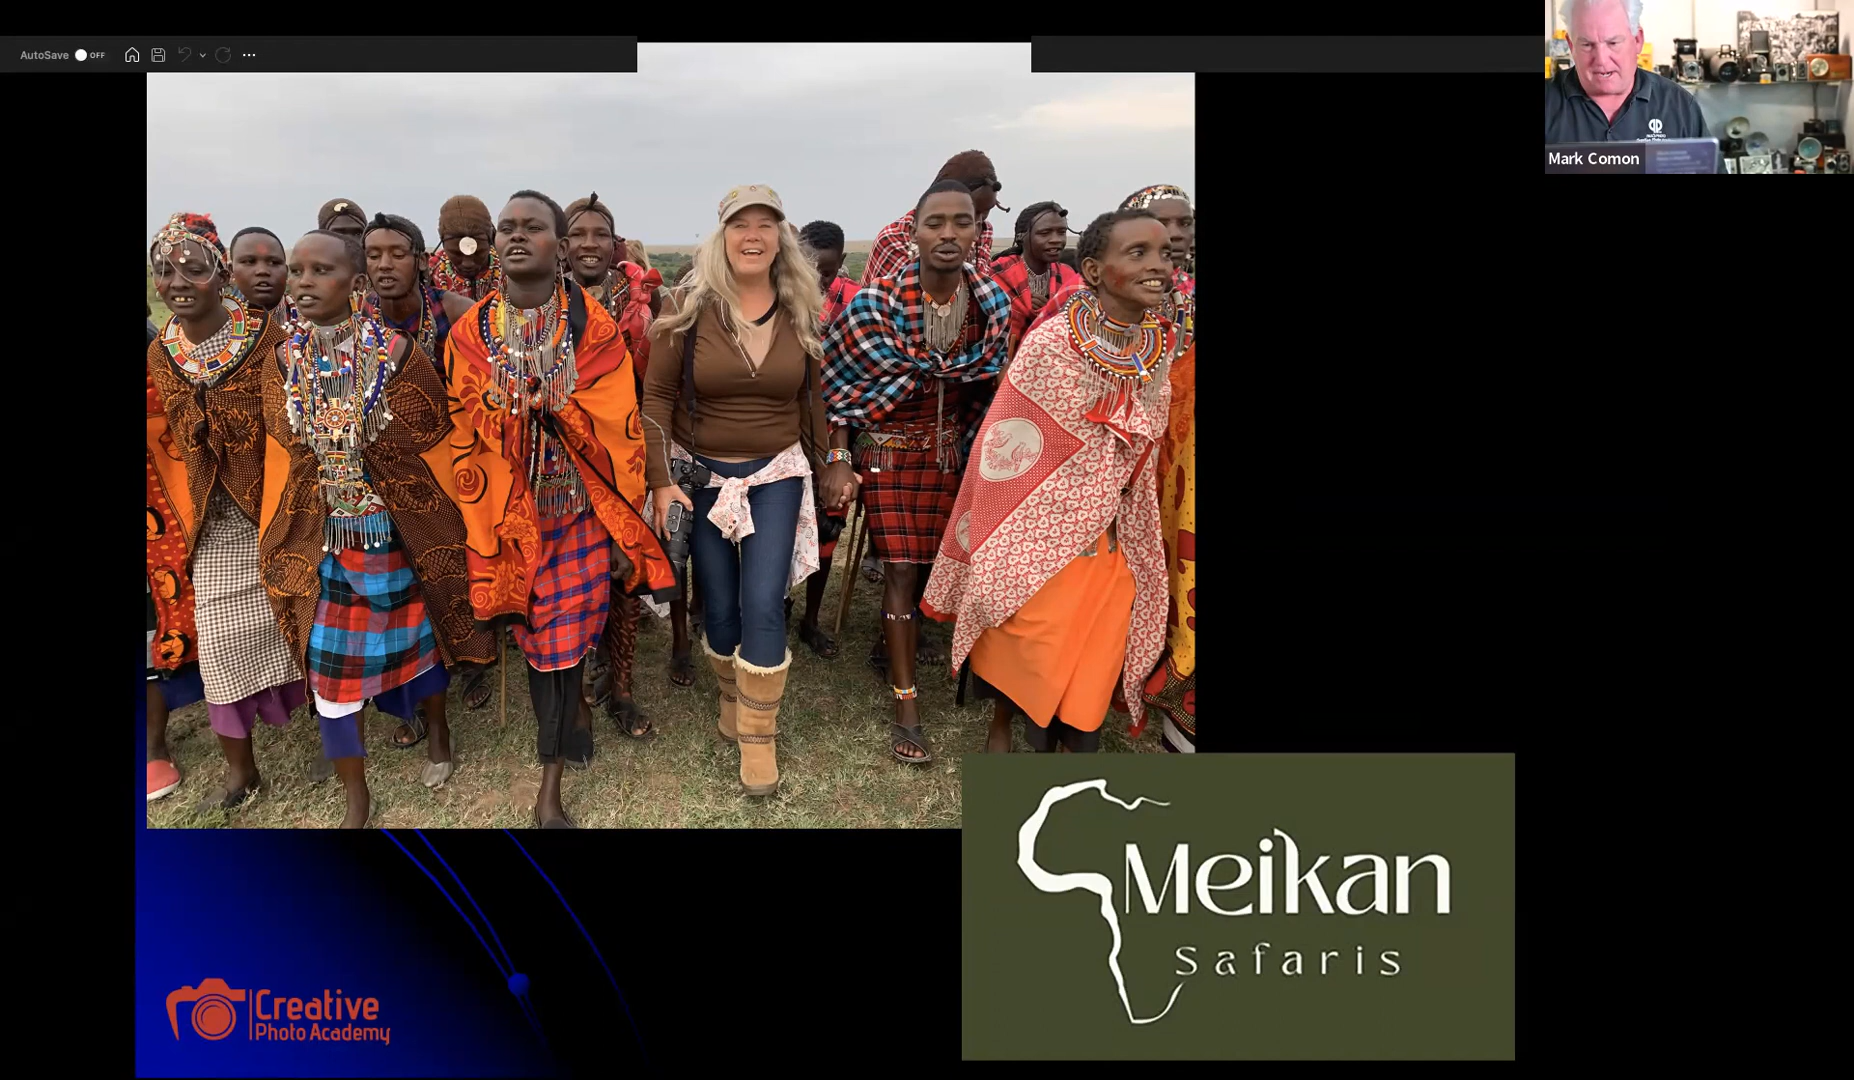 AutoSave OFF
Mark Comon
Meikan
Safaris
Creative
Photo Academy